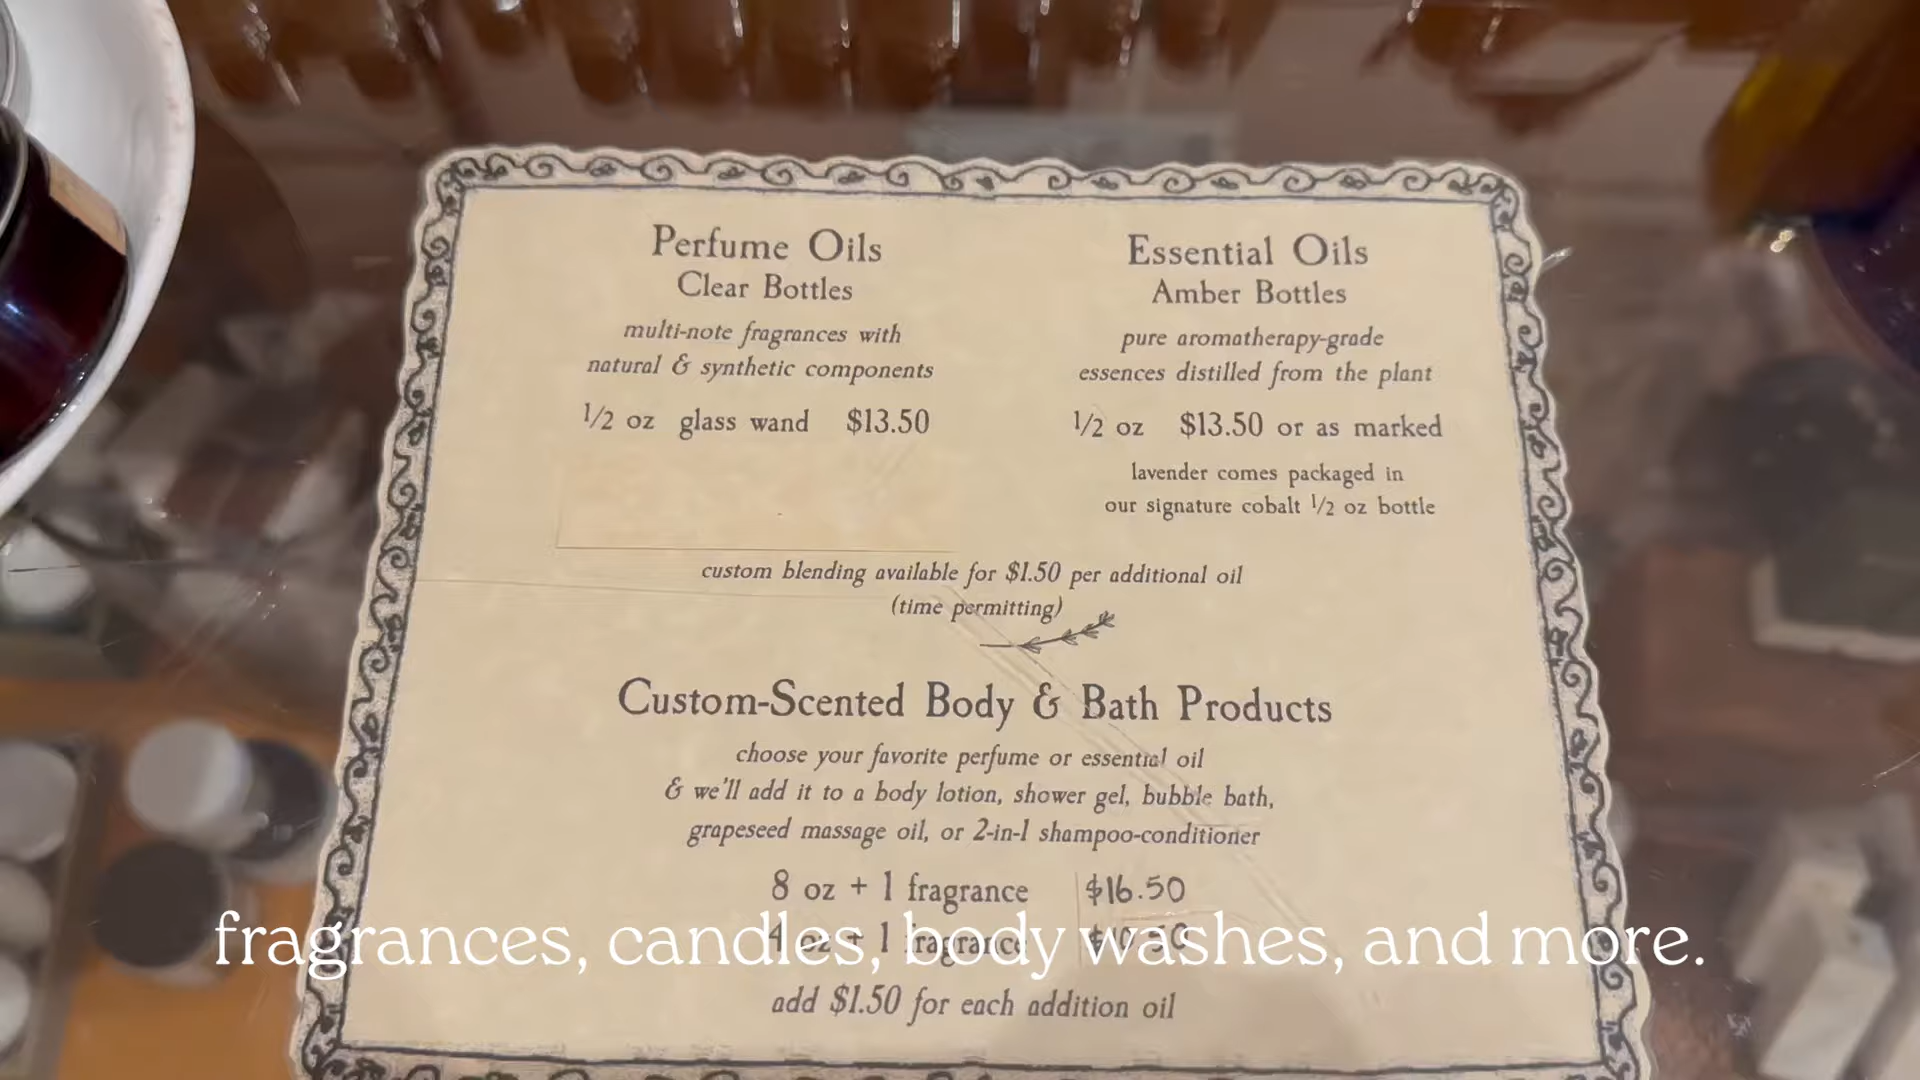 Perfume Oils
Clear Bottles
multi-note fragrances with
natural & synthetic components
1/2 oz glass wand $13.50
Essential Oils
Amber Bottles
pure aromatherapy-grade
essences distilled from the plant
1/2 oz $13.50 or as marked
lavender comes packaged in
our signature cobalt 1/2 oz bottle
custom blending available for $1.50 per additional oil
(time permitting)
Custom-Scented Body & Bath Products
choose your favorite perfume or essential oil
& we'll add it to a body lotion, shower gel, bubble bath,
grapeseed massage oil, or 2-in-1 shampoo-conditioner
8 oz + 1 fragrance $16.50
4 oz + 1 fragrance
fragrances, candles, body washes, and more.
add $1.50 for each addition oil